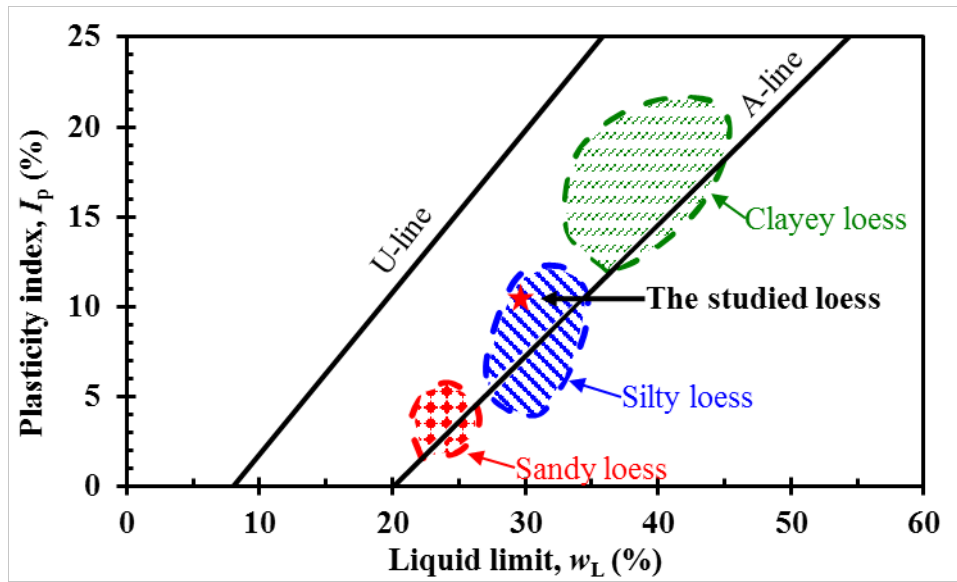 Plasticity index, Ip (%)
25
20
15
10
5
0
U-line
A-line
Clayey loess
The studied loess
Silty loess
Sandy loess
0 10 20 30 40 50 60
Liquid limit, wL (%)